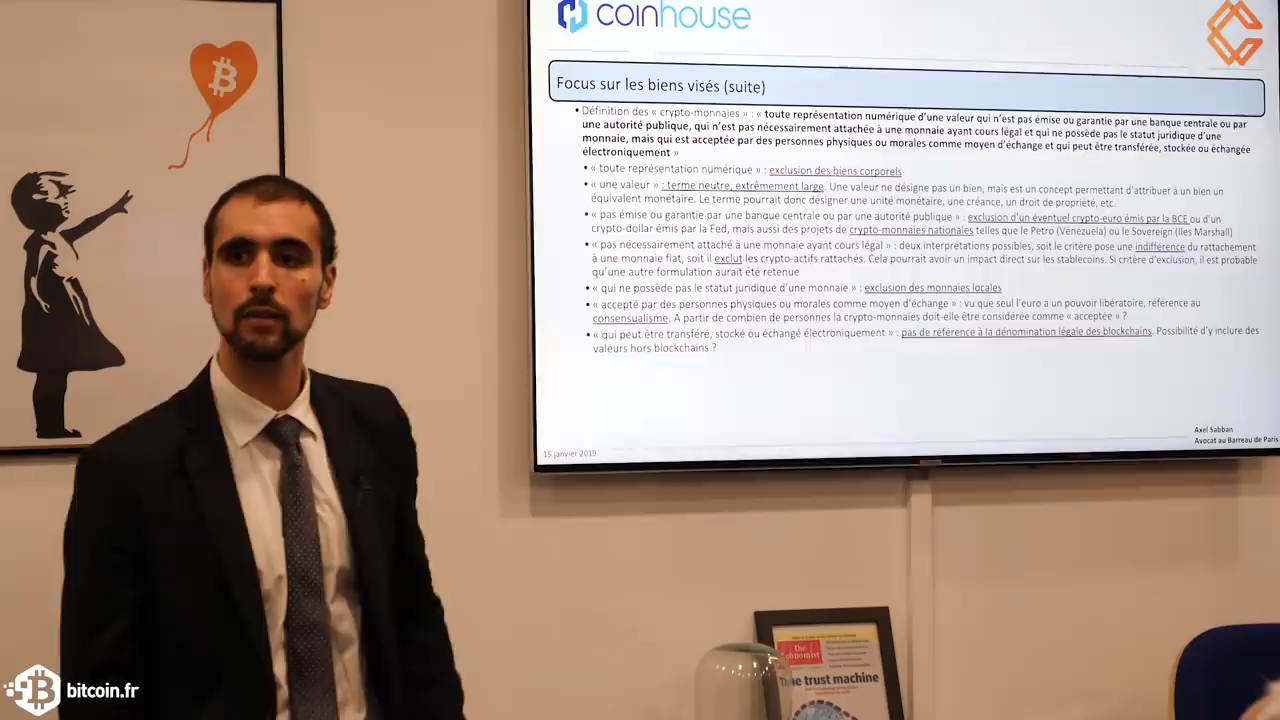 coinhouse
Focus sur les biens visés (suite)
• Définition des « crypto-monnaies » : « toute représentation numérique d'une valeur qui n'est pas émise ou garantie par une banque centrale ou par
une autorité publique, qui n'est pas nécessairement attachée à une monnaie ayant cours légal et qui ne possède pas le statut juridique d'une
monnaie, mais qui est acceptée par des personnes physiques ou morales comme moyen d'échange et qui peut être transférée, stockée ou échangée
électroniquement »
• « toute représentation numérique » : exclusion des biens corporels
• « une valeur » : terme neutre, extrêmement large. Une valeur ne désigne pas un bien, mais est un concept permettant d'attribuer à un bien un
équivalent monétaire. Le terme pourrait donc désigner une unité monétaire, une créance, un droit de propriété, etc.
• « pas émise ou garantie par une banque centrale ou par une autorité publique » : exclusion d'un éventuel crypto-euro émis par la BCE ou d'un
crypto-dollar émis par la Fed, mais aussi des projets de crypto-monnaies nationales telles que le Petro (Vénézuela) ou le Sovereign (Iles Marshall)
• « pas nécessairement attaché à une monnaie ayant cours légal » : deux interprétations possibles, soit le critère pose une indifférence du rattachement
à une monnaie fiat, soit il exclut les crypto-actifs rattachés. Cela pourrait avoir un impact direct sur les stablecoins. Si critère d'exclusion, il est probable
qu'une autre formulation aurait été retenue
• « qui ne possède pas le statut juridique d'une monnaie » : exclusion des monnaies locales
• « accepté par des personnes physiques ou morales comme moyen d'échange » : vu que seul l'euro a un pouvoir libératoire, référence au
consensualisme. A partir de combien de personnes la crypto-monnaies doit-elle être considérée comme « acceptée » ?
• « qui peut être transféré, stocké ou échangé électroniquement » : pas de référence à la dénomination légale des blockchains. Possibilité d'y inclure des
valeurs hors blockchains ?
Axel Sabban
Avocat au Barreau de Paris
15 janvier 2019
The
Economist
The trust machine
bitcoin.fr